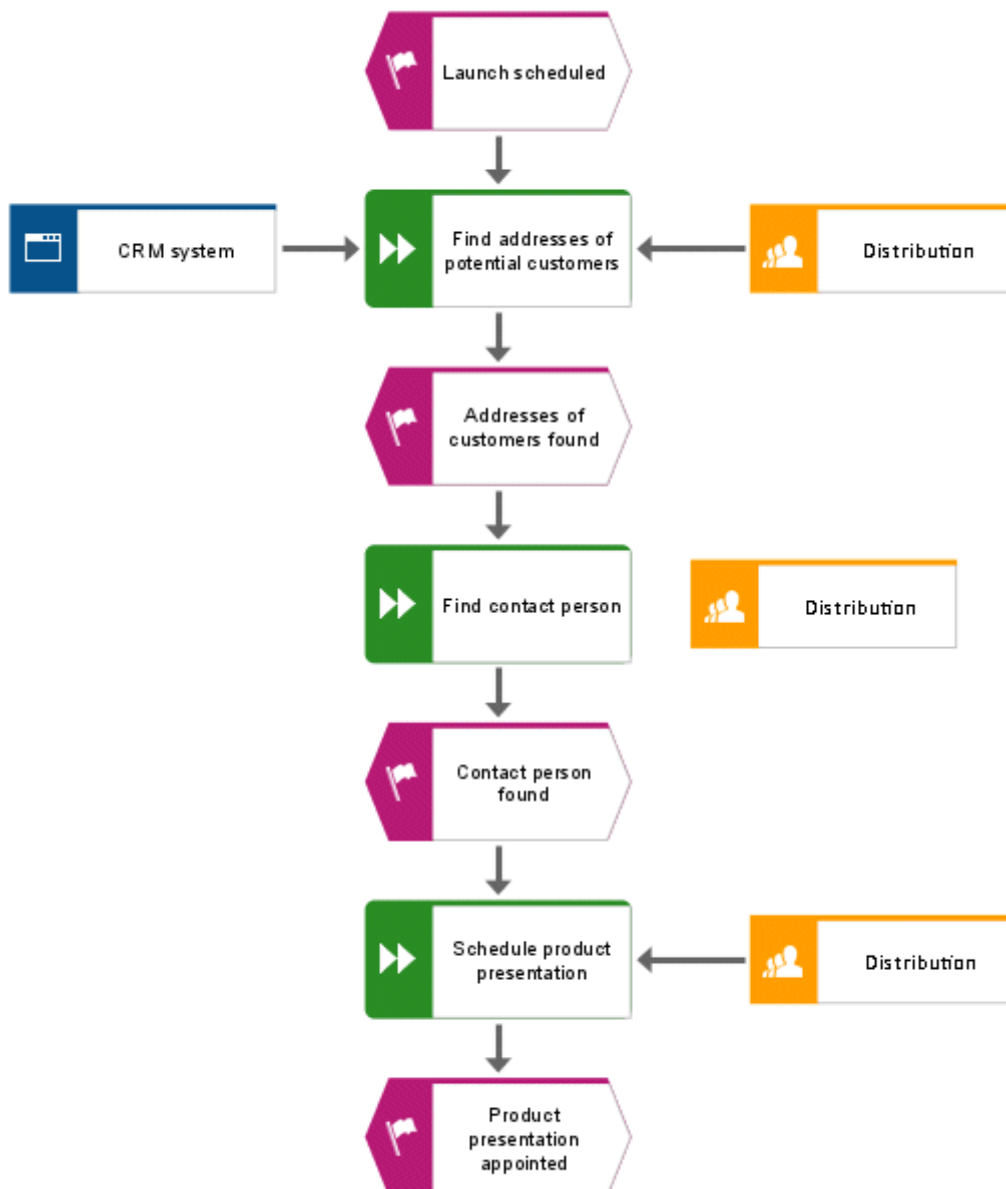 Launch scheduled
CRM system
Find addresses of
potential customers
Distribution
Addresses of
customers found
Find contact person
Distribution
Contact person
found
Schedule product
presentation
Distribution
Product
presentation
appointed